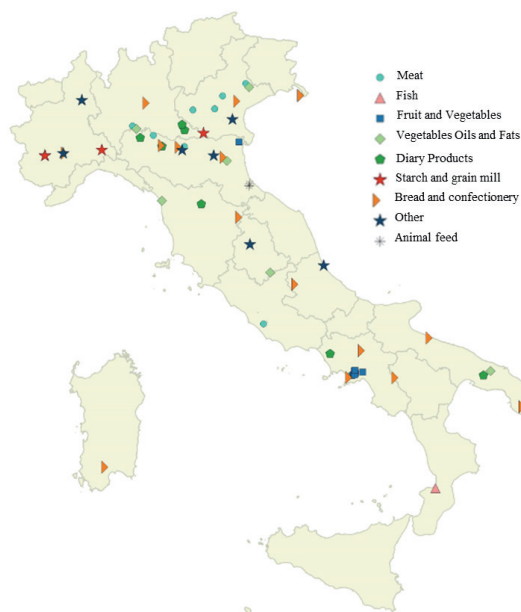 Meat
Fish
Fruit and Vegetables
Vegetables Oils and Fats
Diary Products
Starch and grain mill
Bread and confectionery
Other
Animal feed